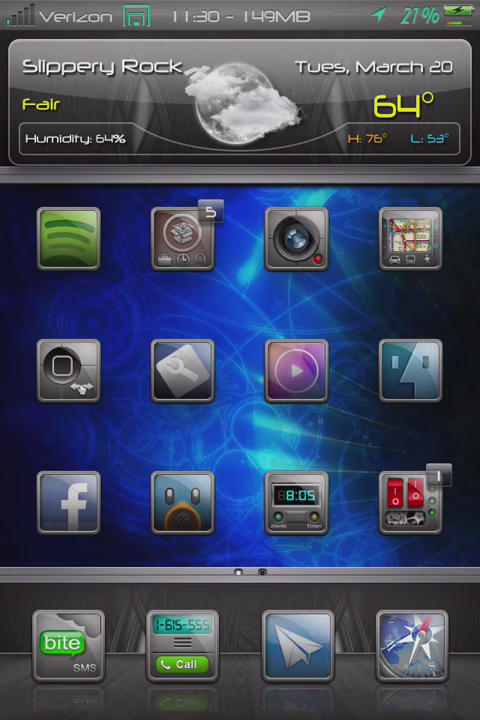 Verizon 11:30 - 149MB 21%
Slippery Rock Tues, March 20
Fair 64°
Humidity: 64% H: 76° L: 53°
5
f
8:05
Alarm Timer
1
I I
O O
bite
SMS
1-615-555
Call